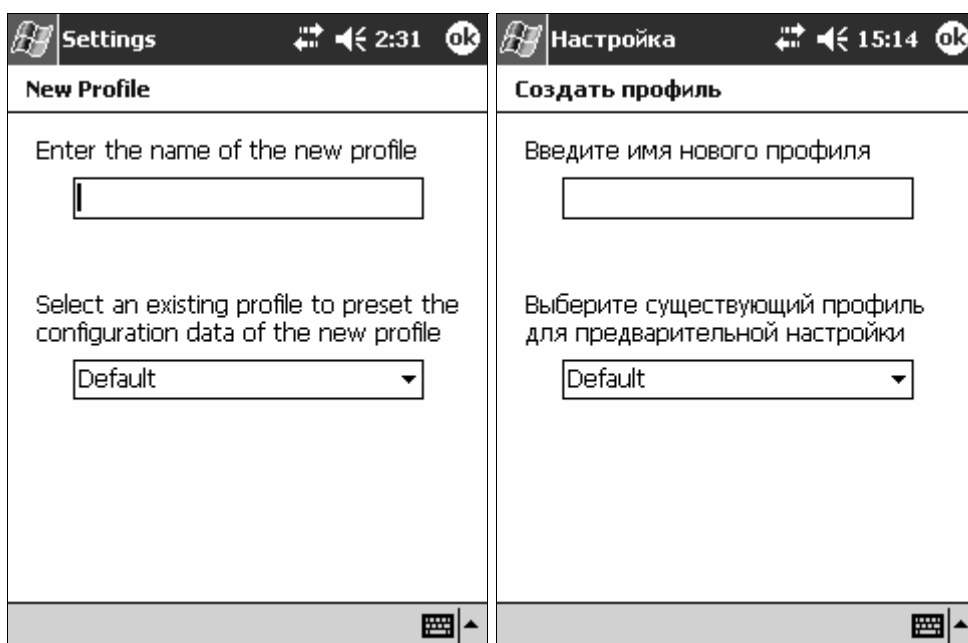 Settings 2:31 ok
New Profile
Enter the name of the new profile
Select an existing profile to preset the
configuration data of the new profile
Default
Настройка 15:14 ok
Создать профиль
Введите имя нового профиля
Выберите существующий профиль
для предварительной настройки
Default